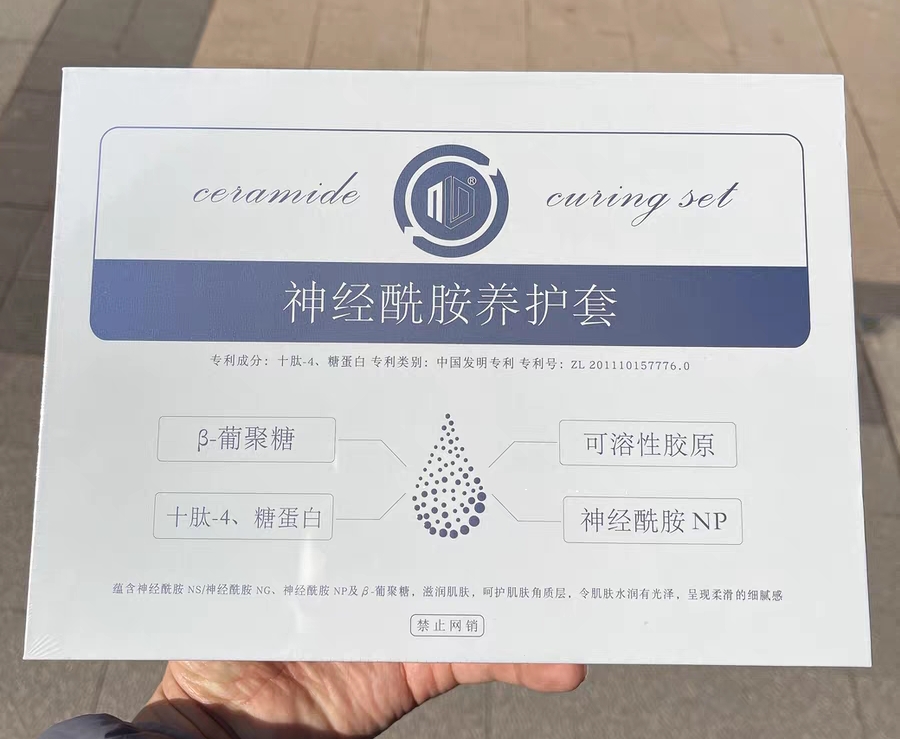 ceramide curing set
®
神经酰胺养护套
专利成分：十肽-4、糖蛋白 专利类别：中国发明专利 专利号：ZL 201110157776.0
β-葡聚糖
可溶性胶原
十肽-4、糖蛋白
神经酰胺 NP
蕴含神经酰胺 NS/神经酰胺 NG、神经酰胺 NP及β-葡聚糖，滋润肌肤，呵护肌肤角质层，令肌肤水润有光泽，呈现柔滑的细腻感
禁止网销